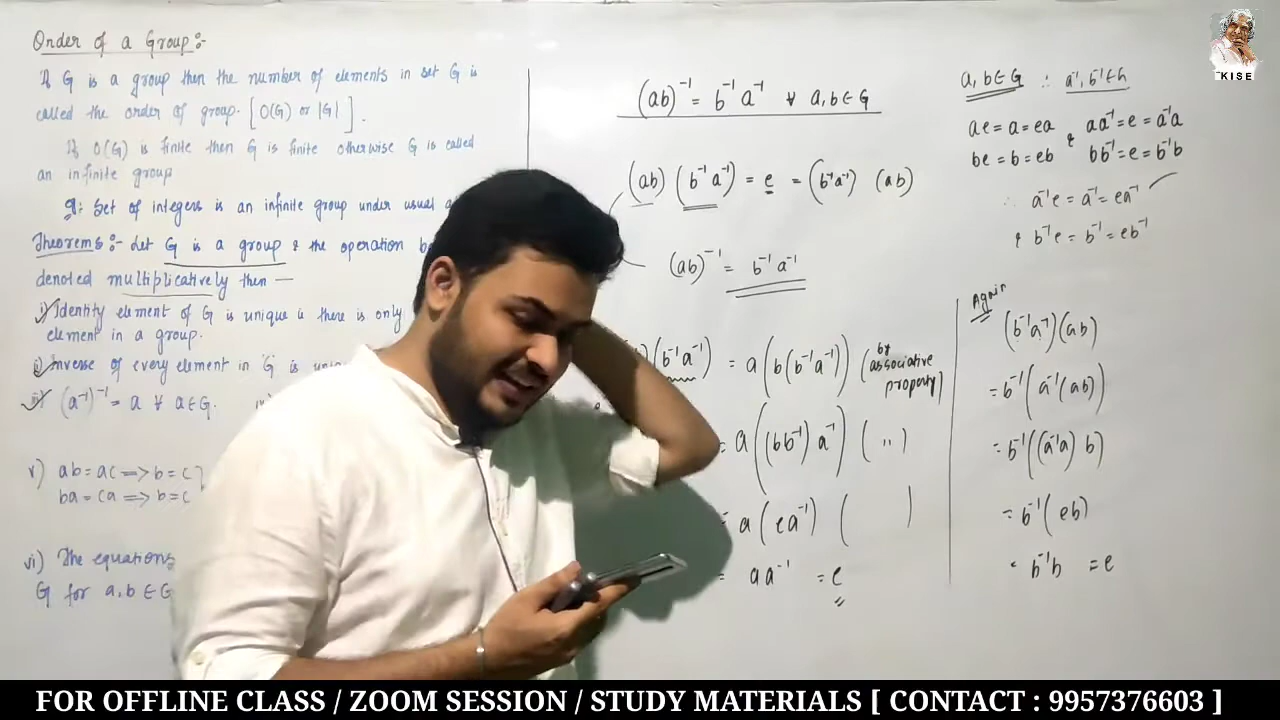 Order of a Group :-
If G is a group then the number of elements in set G is
called the order of group. [O(G) or |G|].
If O(G) is finite then G is finite otherwise G is called
an infinite group
Set of integers is an infinite group under usual
Theorems :- Let G is a group & the operation
denoted multiplicatively then —
i) Identity element of G is unique there is only
element in a group.
ii) Inverse of every element in G is
iii) (a⁻¹)⁻¹ = a ∀ a∈G.
v) ab = ac ⟹ b = c
ba = ca ⟹ b = c
vi) The equations
G for a, b ∈ G
(ab)⁻¹ = b⁻¹ a⁻¹ ∀ a, b ∈ G
(ab) (b⁻¹ a⁻¹) = e = (b⁻¹a⁻¹) (ab)
(ab)⁻¹ = b⁻¹ a⁻¹
(b⁻¹ a⁻¹) = a(b(b⁻¹a⁻¹)) (by associative property)
= a((bb⁻¹) a⁻¹) ( " )
= a(ea⁻¹) ( )
= aa⁻¹ = e
a, b ∈ G ∴ a⁻¹, b⁻¹ ∈ G
ae = a = ea & aa⁻¹ = e = a⁻¹a
be = b = eb bb⁻¹ = e = b⁻¹b
∴ a⁻¹e = a⁻¹ = ea⁻¹
& b⁻¹e = b⁻¹ = eb⁻¹
Again
(b⁻¹a⁻¹)(ab)
= b⁻¹(a⁻¹(ab))
= b⁻¹((a⁻¹a) b)
= b⁻¹(eb)
= b⁻¹b = e
KISE
FOR OFFLINE CLASS / ZOOM SESSION / STUDY MATERIALS [ CONTACT : 9957376603 ]